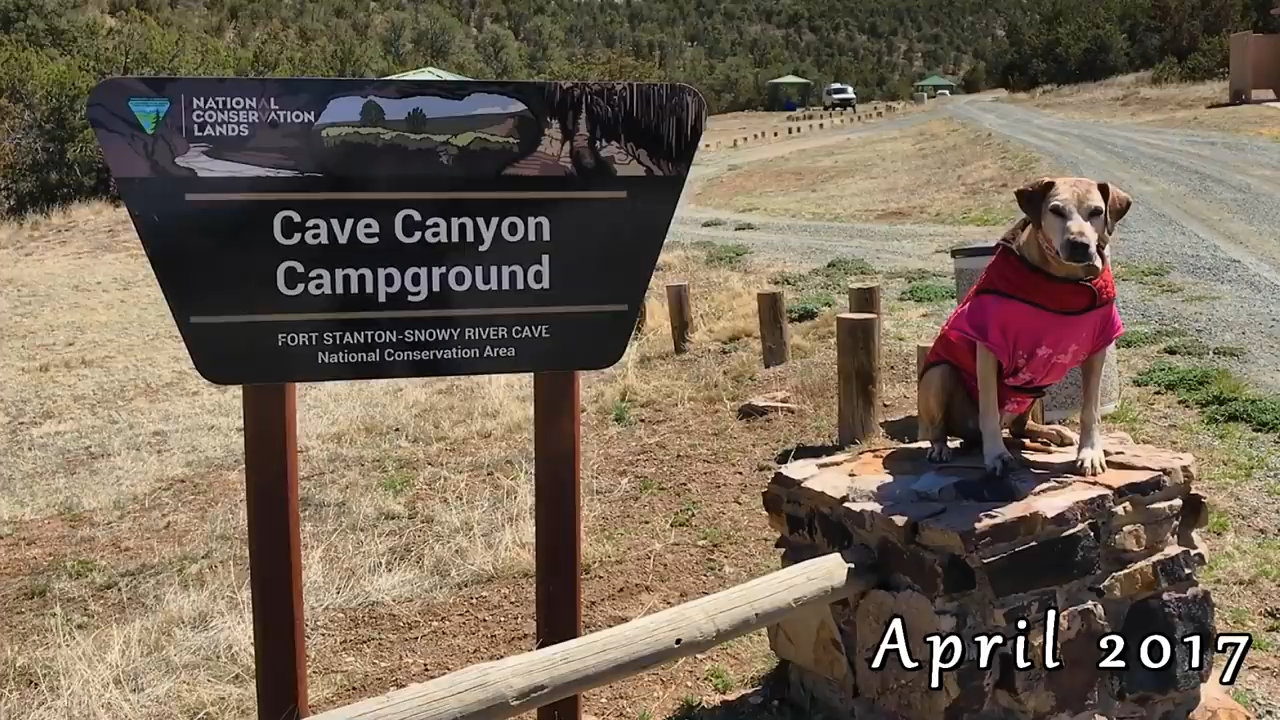 NATIONAL
CONSERVATION
LANDS
Cave Canyon
Campground
FORT STANTON-SNOWY RIVER CAVE
National Conservation Area
April 2017